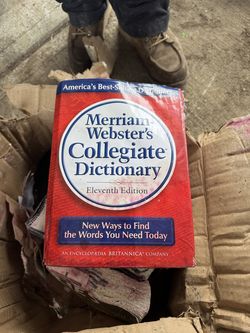 America's Best-Selling Dictionary
Merriam-
Webster's
Collegiate®
Dictionary
Eleventh Edition
New Ways to Find
the Words You Need Today
AN ENCYCLOPÆDIA BRITANNICA® COMPANY